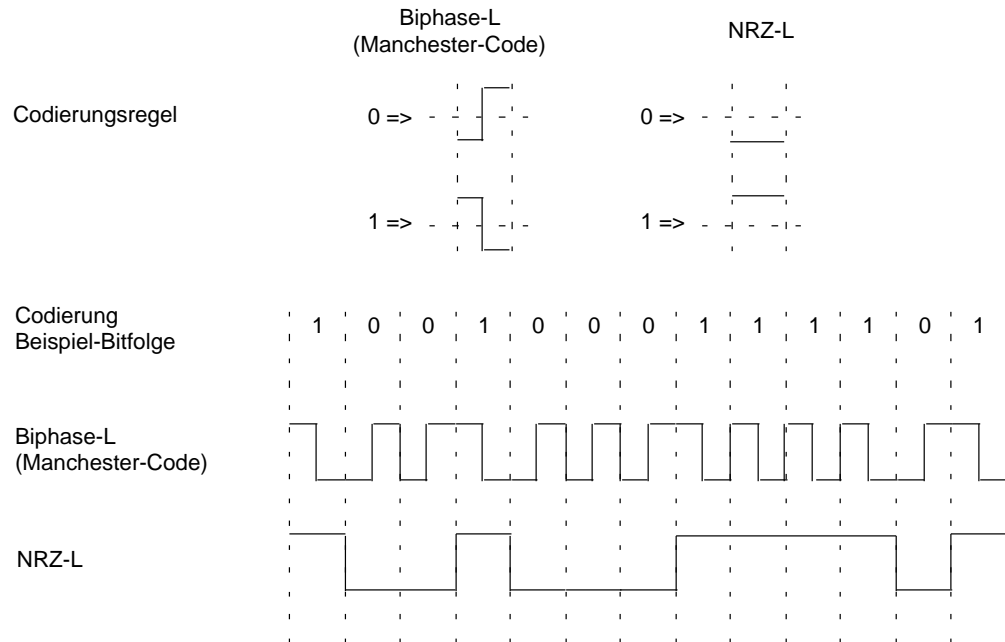 Biphase-L
(Manchester-Code)
NRZ-L
Codierungsregel
0 =>
0 =>
1 =>
1 =>
Codierung
Beispiel-Bitfolge
1 0 0 1 0 0 0 1 1 1 1 0 1
Biphase-L
(Manchester-Code)
NRZ-L